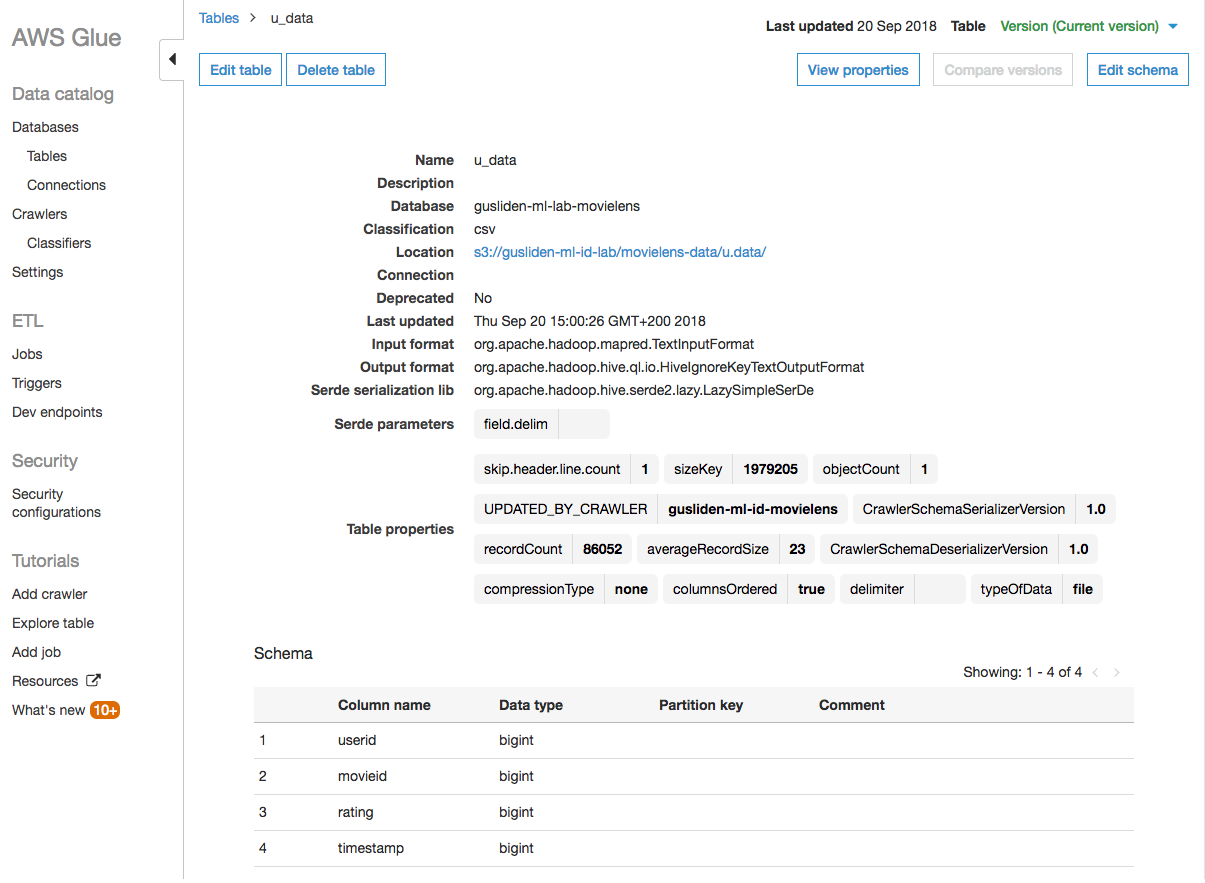 AWS Glue
Data catalog
Databases
Tables
Connections
Crawlers
Classifiers
Settings
ETL
Jobs
Triggers
Dev endpoints
Security
Security
configurations
Tutorials
Add crawler
Explore table
Add job
Resources
What's new 10+
Tables > u_data
Last updated 20 Sep 2018 Table Version (Current version)
Edit table Delete table View properties Compare versions Edit schema
Name u_data
Description
Database gusliden-ml-lab-movielens
Classification csv
Location s3://gusliden-ml-id-lab/movielens-data/u.data/
Connection
Deprecated No
Last updated Thu Sep 20 15:00:26 GMT+200 2018
Input format org.apache.hadoop.mapred.TextInputFormat
Output format org.apache.hadoop.hive.ql.io.HiveIgnoreKeyTextOutputFormat
Serde serialization lib org.apache.hadoop.hive.serde2.lazy.LazySimpleSerDe
Serde parameters field.delim
Table properties
skip.header.line.count 1 sizeKey 1979205 objectCount 1
UPDATED_BY_CRAWLER gusliden-ml-id-movielens CrawlerSchemaSerializerVersion 1.0
recordCount 86052 averageRecordSize 23 CrawlerSchemaDeserializerVersion 1.0
compressionType none columnsOrdered true delimiter typeOfData file
Schema
Showing: 1 - 4 of 4 < >
Column name Data type Partition key Comment
1 userid bigint
2 movieid bigint
3 rating bigint
4 timestamp bigint